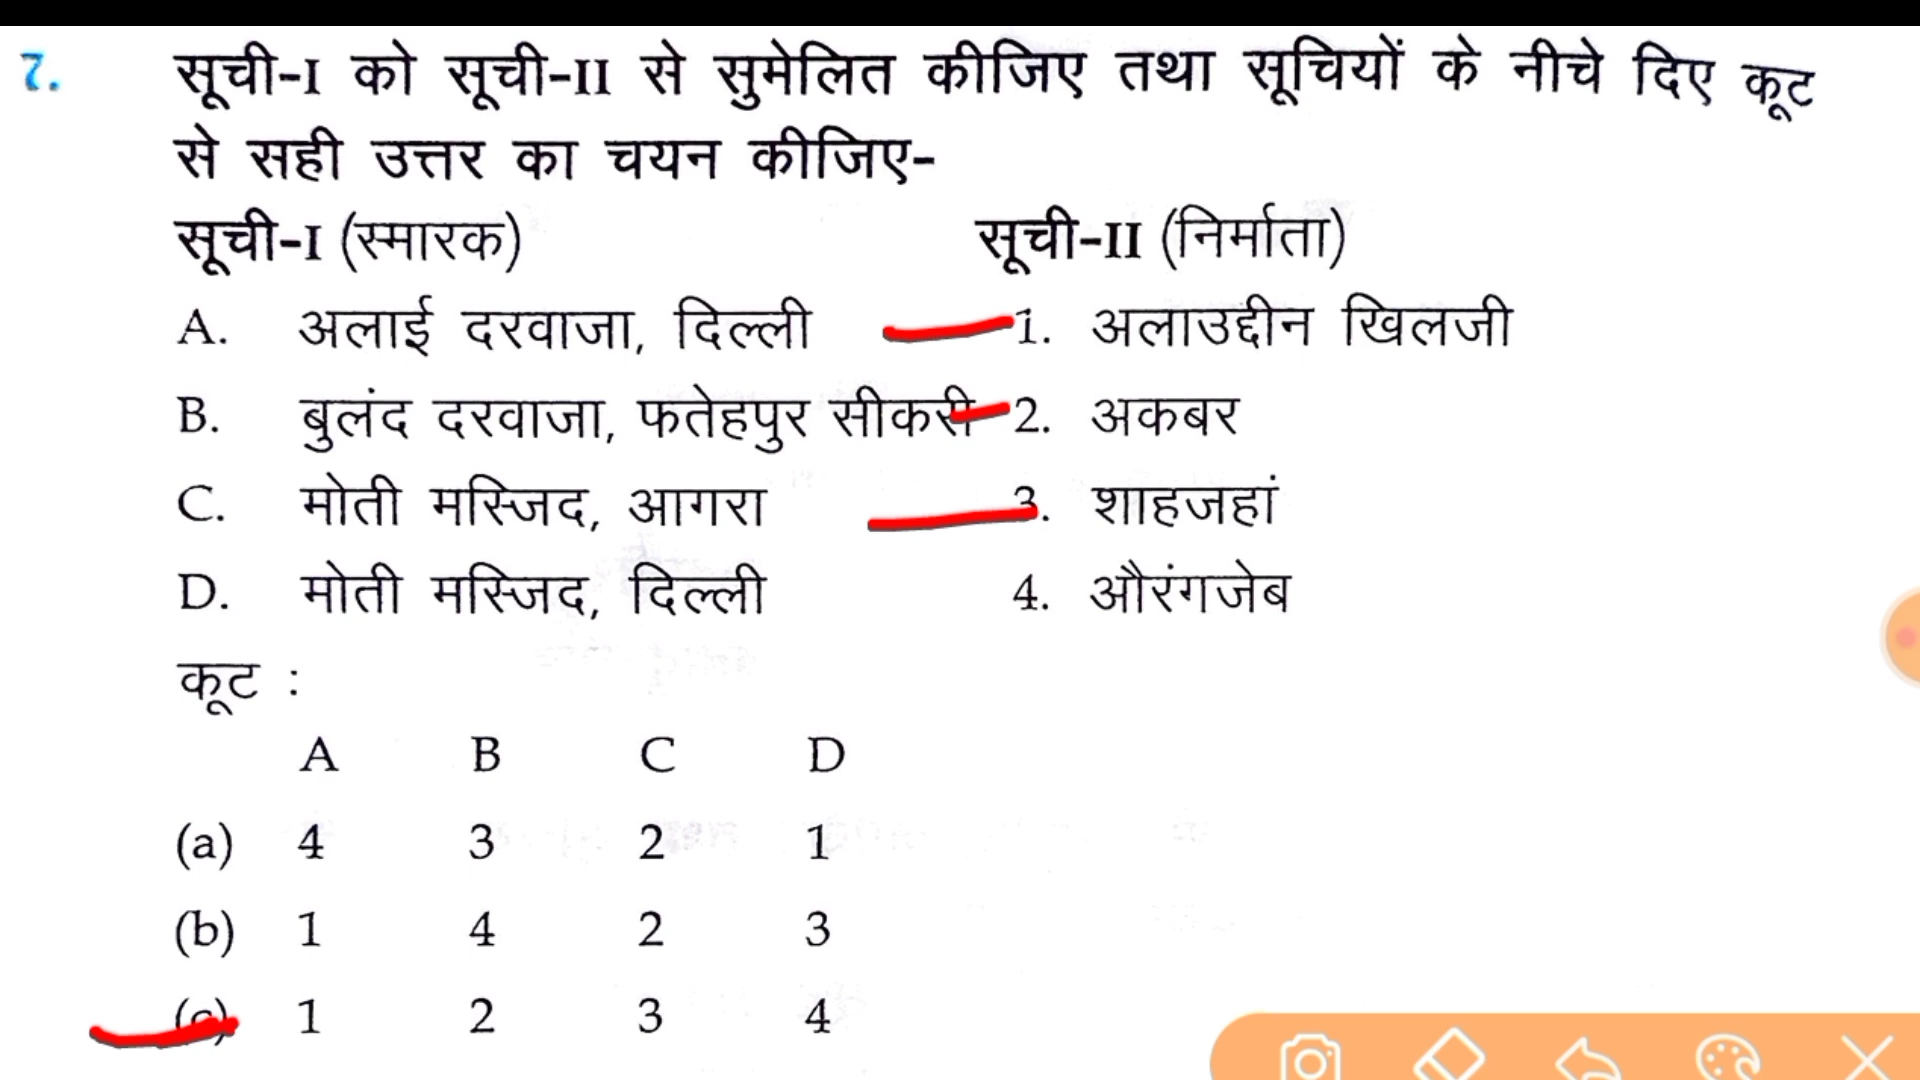 7. सूची-I को सूची-II से सुमेलित कीजिए तथा सूचियों के नीचे दिए कूट
से सही उत्तर का चयन कीजिए-
सूची-I (स्मारक) सूची-II (निर्माता)
A. अलाई दरवाजा, दिल्ली 1. अलाउद्दीन खिलजी
B. बुलंद दरवाजा, फतेहपुर सीकरी 2. अकबर
C. मोती मस्जिद, आगरा 3. शाहजहां
D. मोती मस्जिद, दिल्ली 4. औरंगजेब
कूट :
A B C D
(a) 4 3 2 1
(b) 1 4 2 3
(c) 1 2 3 4